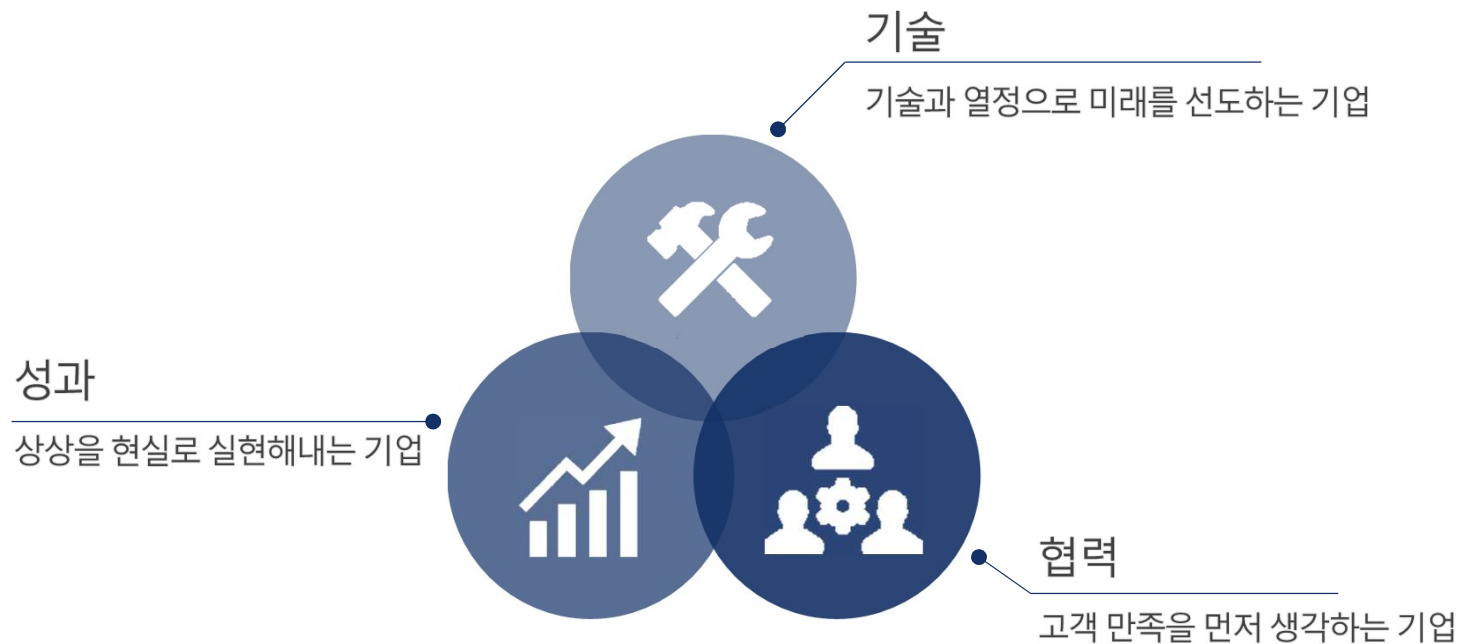 기술
기술과 열정으로 미래를 선도하는 기업
성과
상상을 현실로 실현해내는 기업
협력
고객 만족을 먼저 생각하는 기업